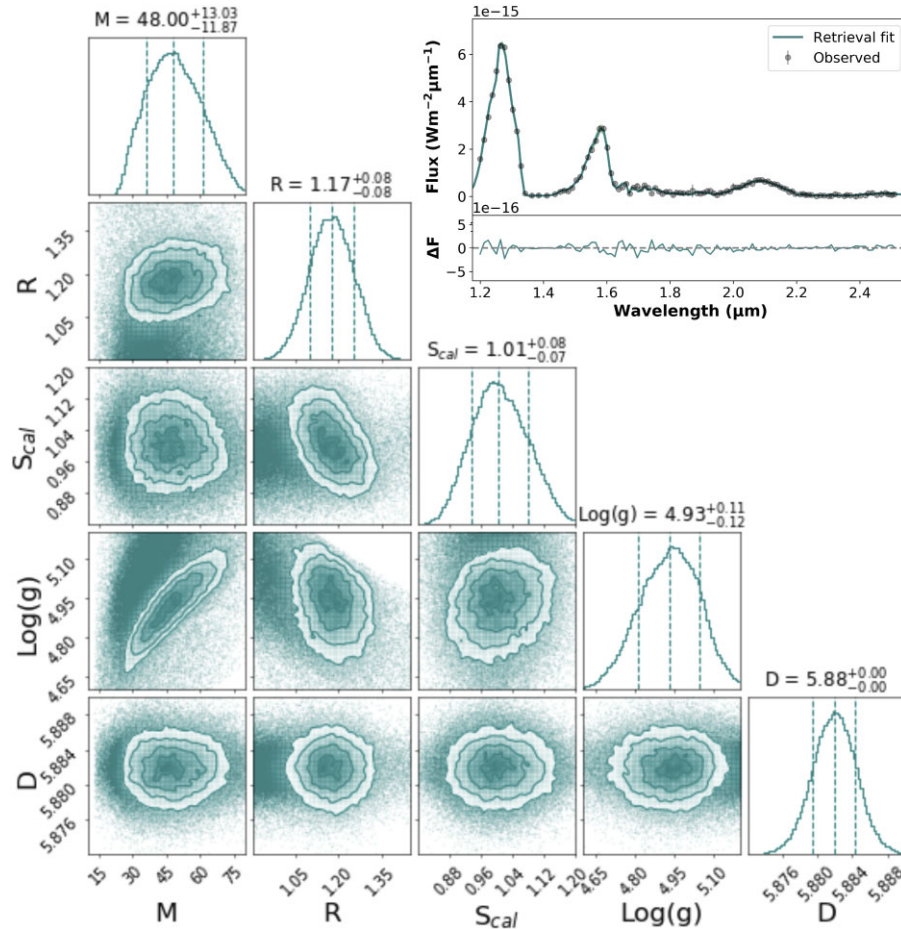 M = 48.00 +13.03 −11.87
1e−15
Flux (Wm⁻²μm⁻¹)
6
4
2
0
Retrieval fit
Observed
R = 1.17 +0.08 −0.08
1e−16
ΔF
5
0
−5
1.2 1.4 1.6 1.8 2.0 2.2 2.4
Wavelength (μm)
R
1.35
1.20
1.05
S_cal = 1.01 +0.08 −0.07
S_cal
1.20
1.12
1.04
0.96
0.88
Log(g) = 4.93 +0.11 −0.12
Log(g)
5.10
4.95
4.80
4.65
D = 5.88 +0.00 −0.00
D
5.888
5.884
5.880
5.876
15 30 45 60 75
1.05 1.20 1.35
0.88 0.96 1.04 1.12 1.20
4.65 4.80 4.95 5.10
5.876 5.880 5.884 5.888
M R S_cal Log(g) D